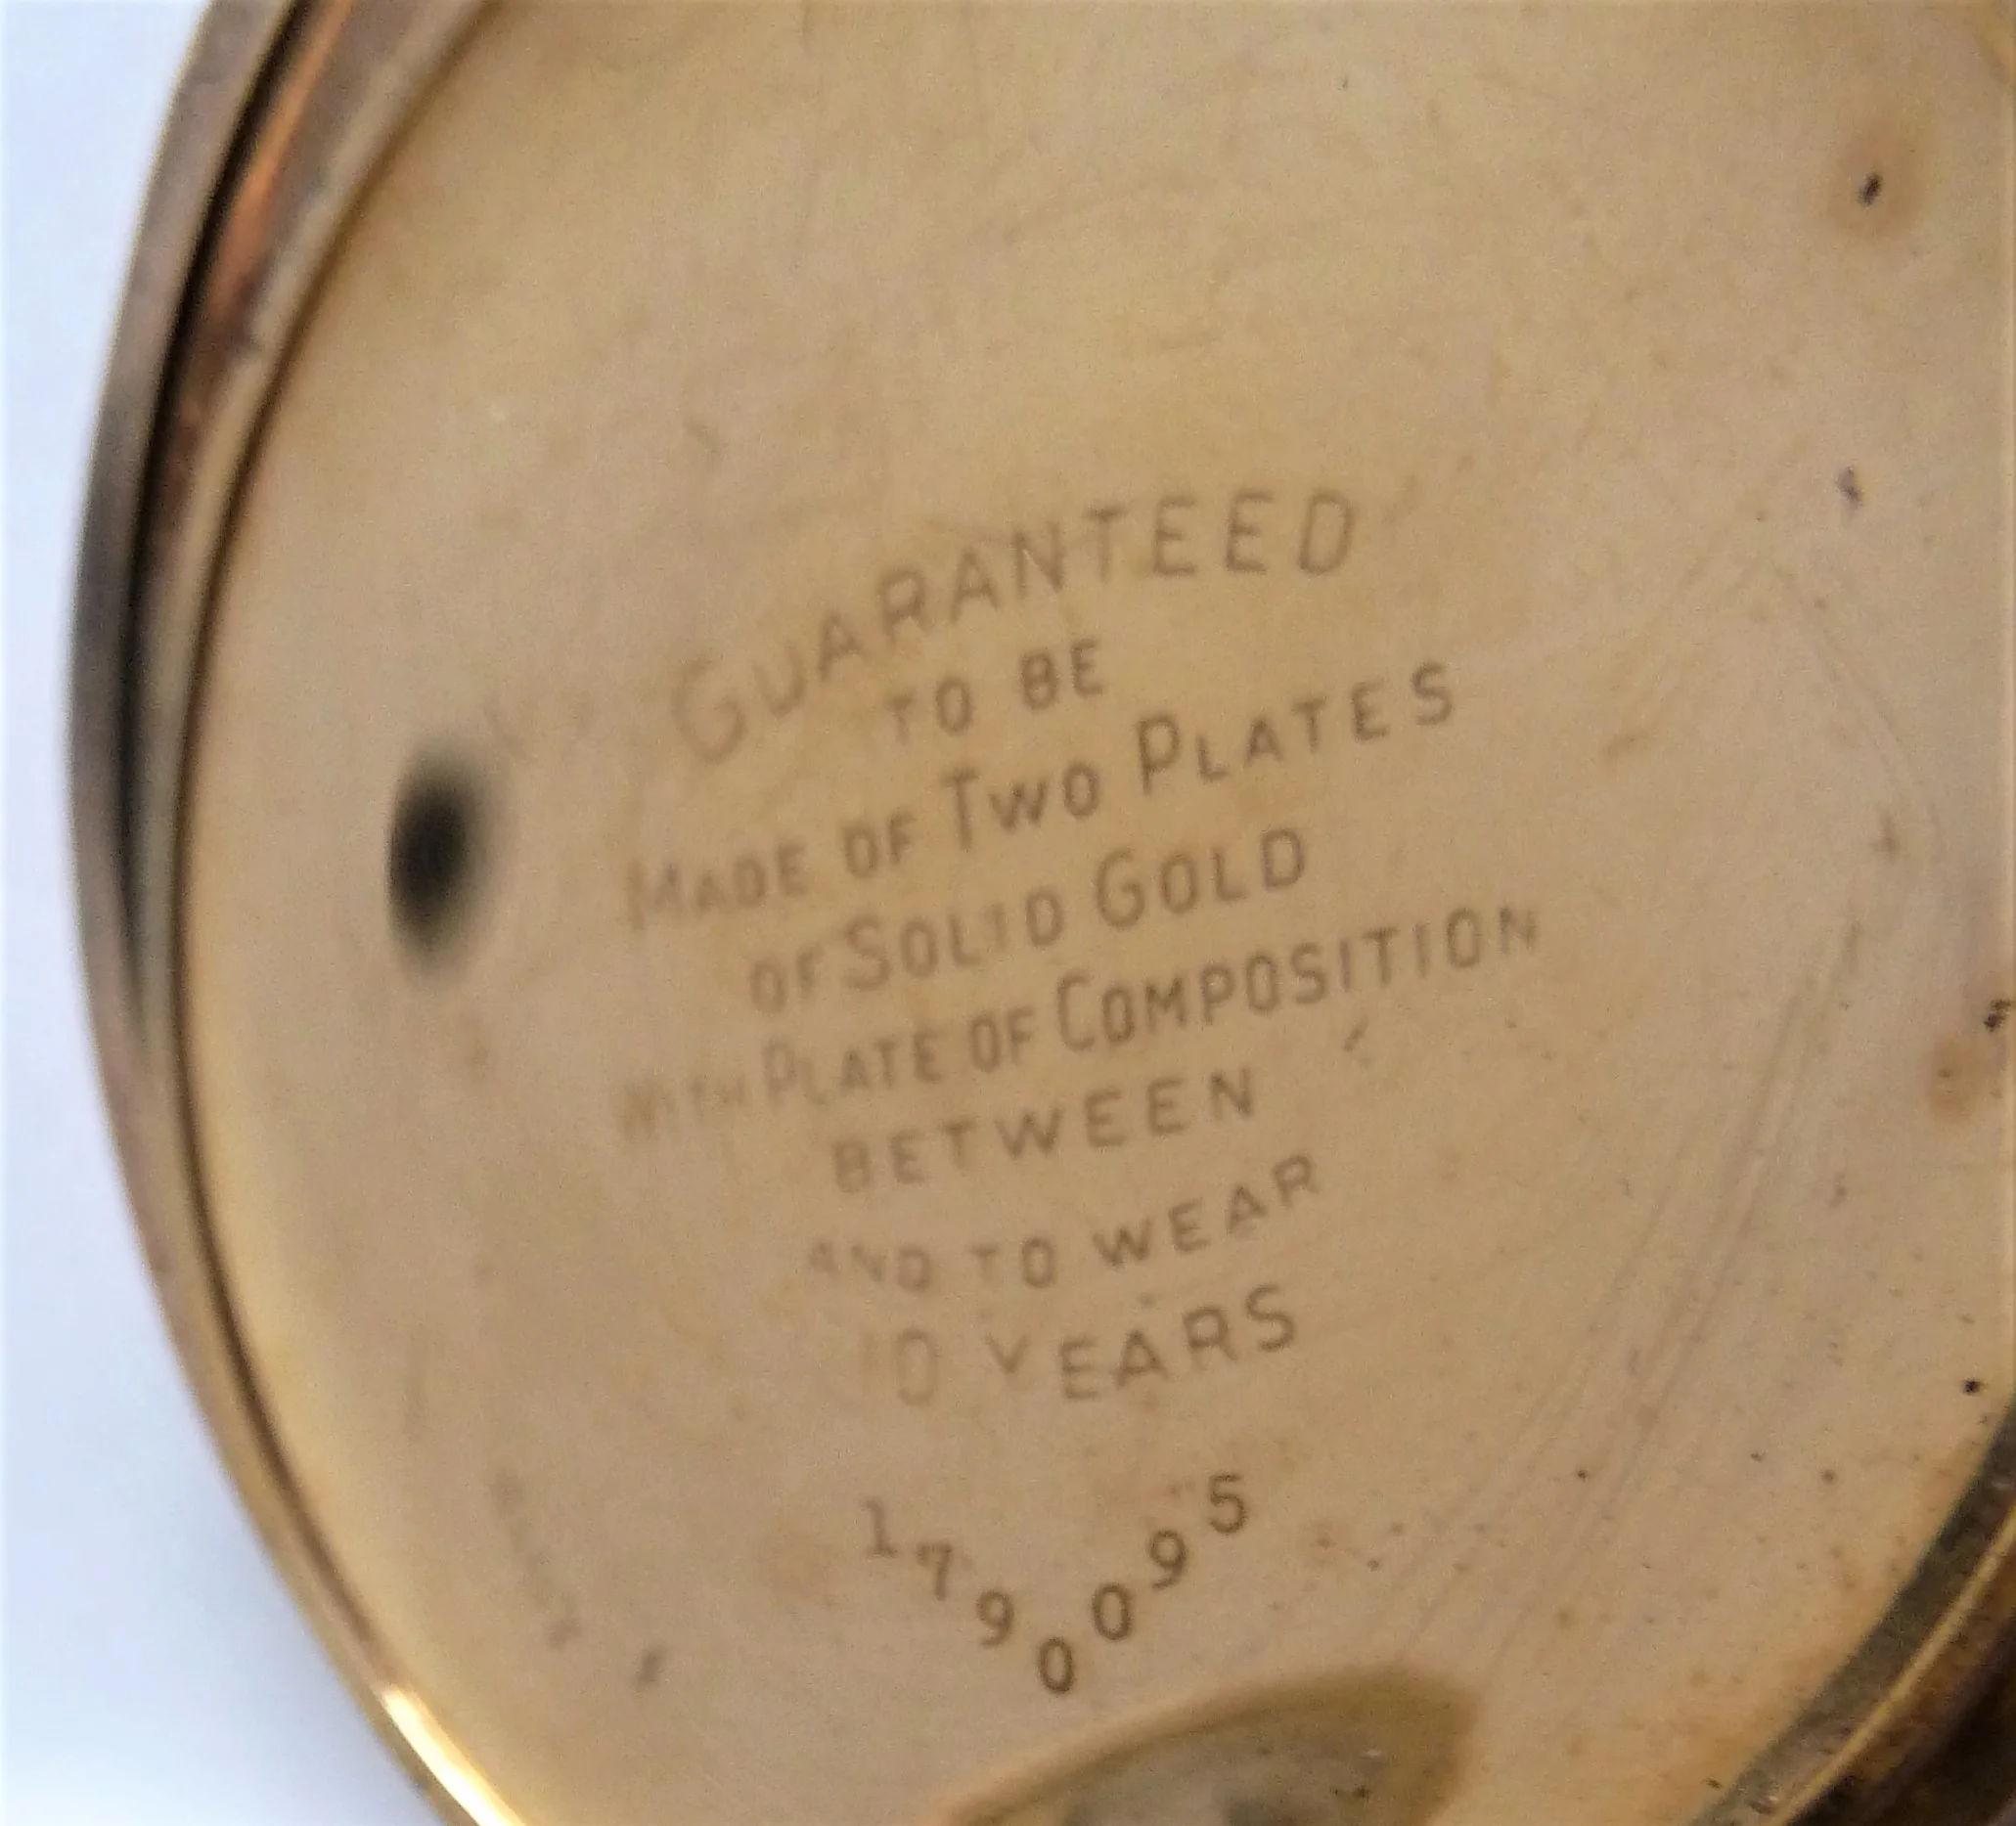 GUARANTEED
TO BE
MADE OF TWO PLATES
OF SOLID GOLD
WITH PLATE OF COMPOSITION
BETWEEN
AND TO WEAR
10 YEARS
1790095